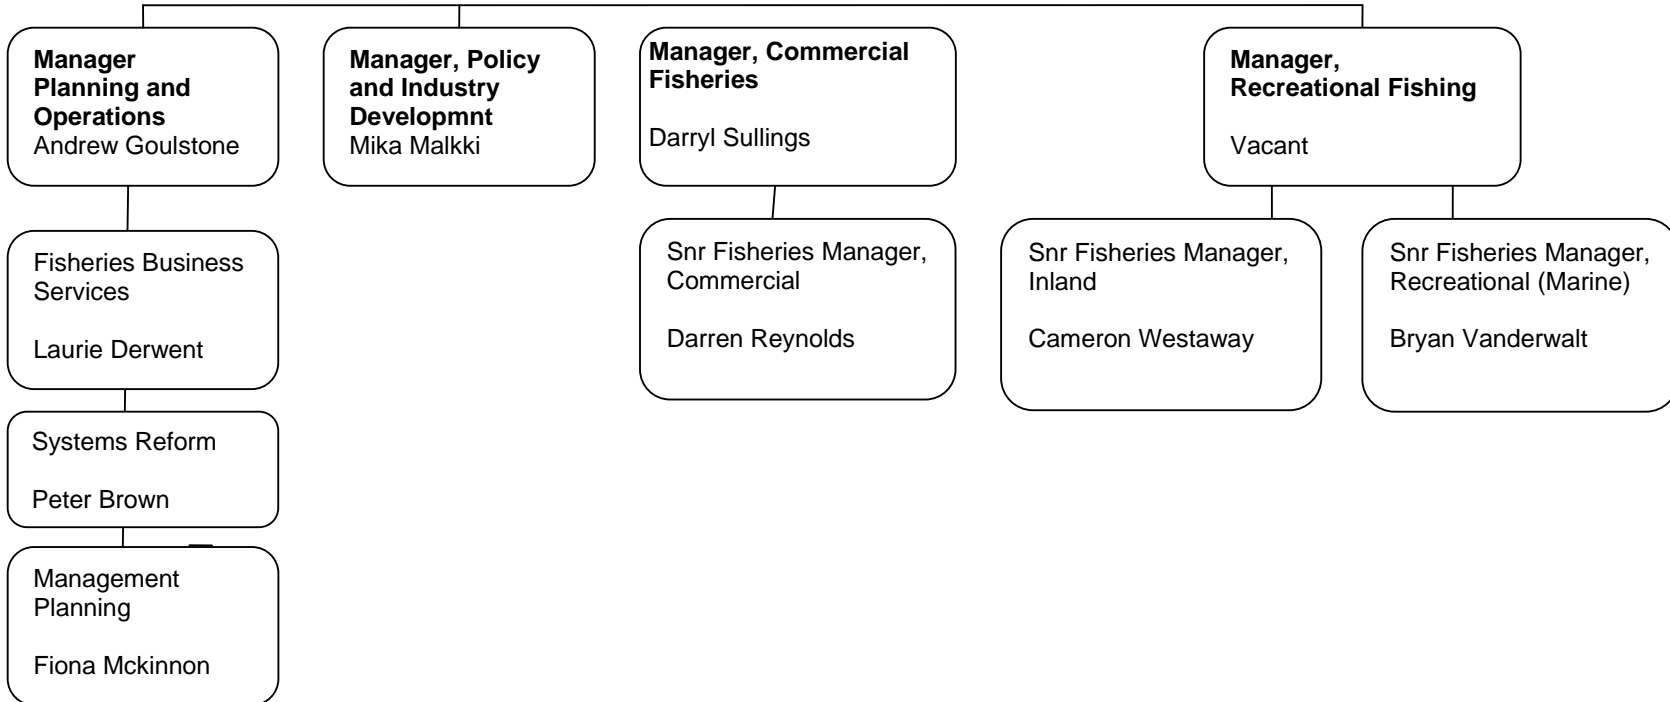 Manager
Planning and
Operations
Andrew Goulstone
Manager, Policy
and Industry
Developmnt
Mika Malkki
Manager, Commercial
Fisheries
Darryl Sullings
Manager,
Recreational Fishing
Vacant
Fisheries Business
Services
Laurie Derwent
Snr Fisheries Manager,
Commercial
Darren Reynolds
Snr Fisheries Manager,
Inland
Cameron Westaway
Snr Fisheries Manager,
Recreational (Marine)
Bryan Vanderwalt
Systems Reform
Peter Brown
Management
Planning
Fiona Mckinnon